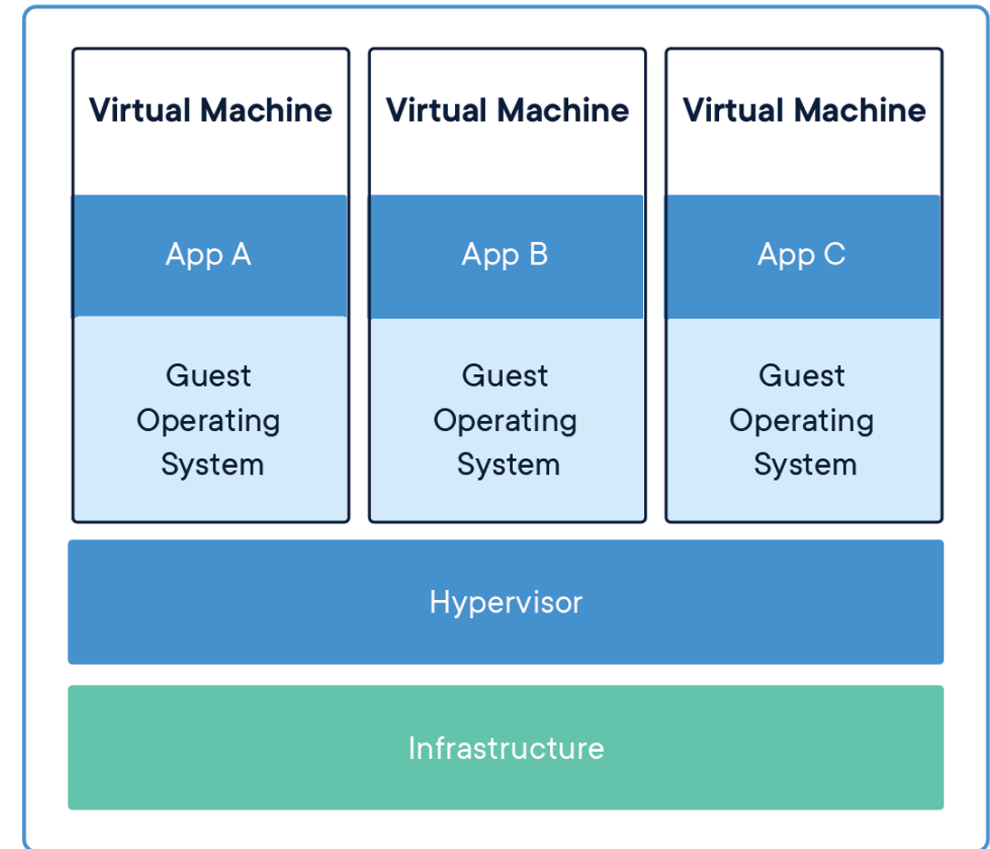 Virtual Machine
Virtual Machine
Virtual Machine
App A
App B
App C
Guest
Operating
System
Guest
Operating
System
Guest
Operating
System
Hypervisor
Infrastructure